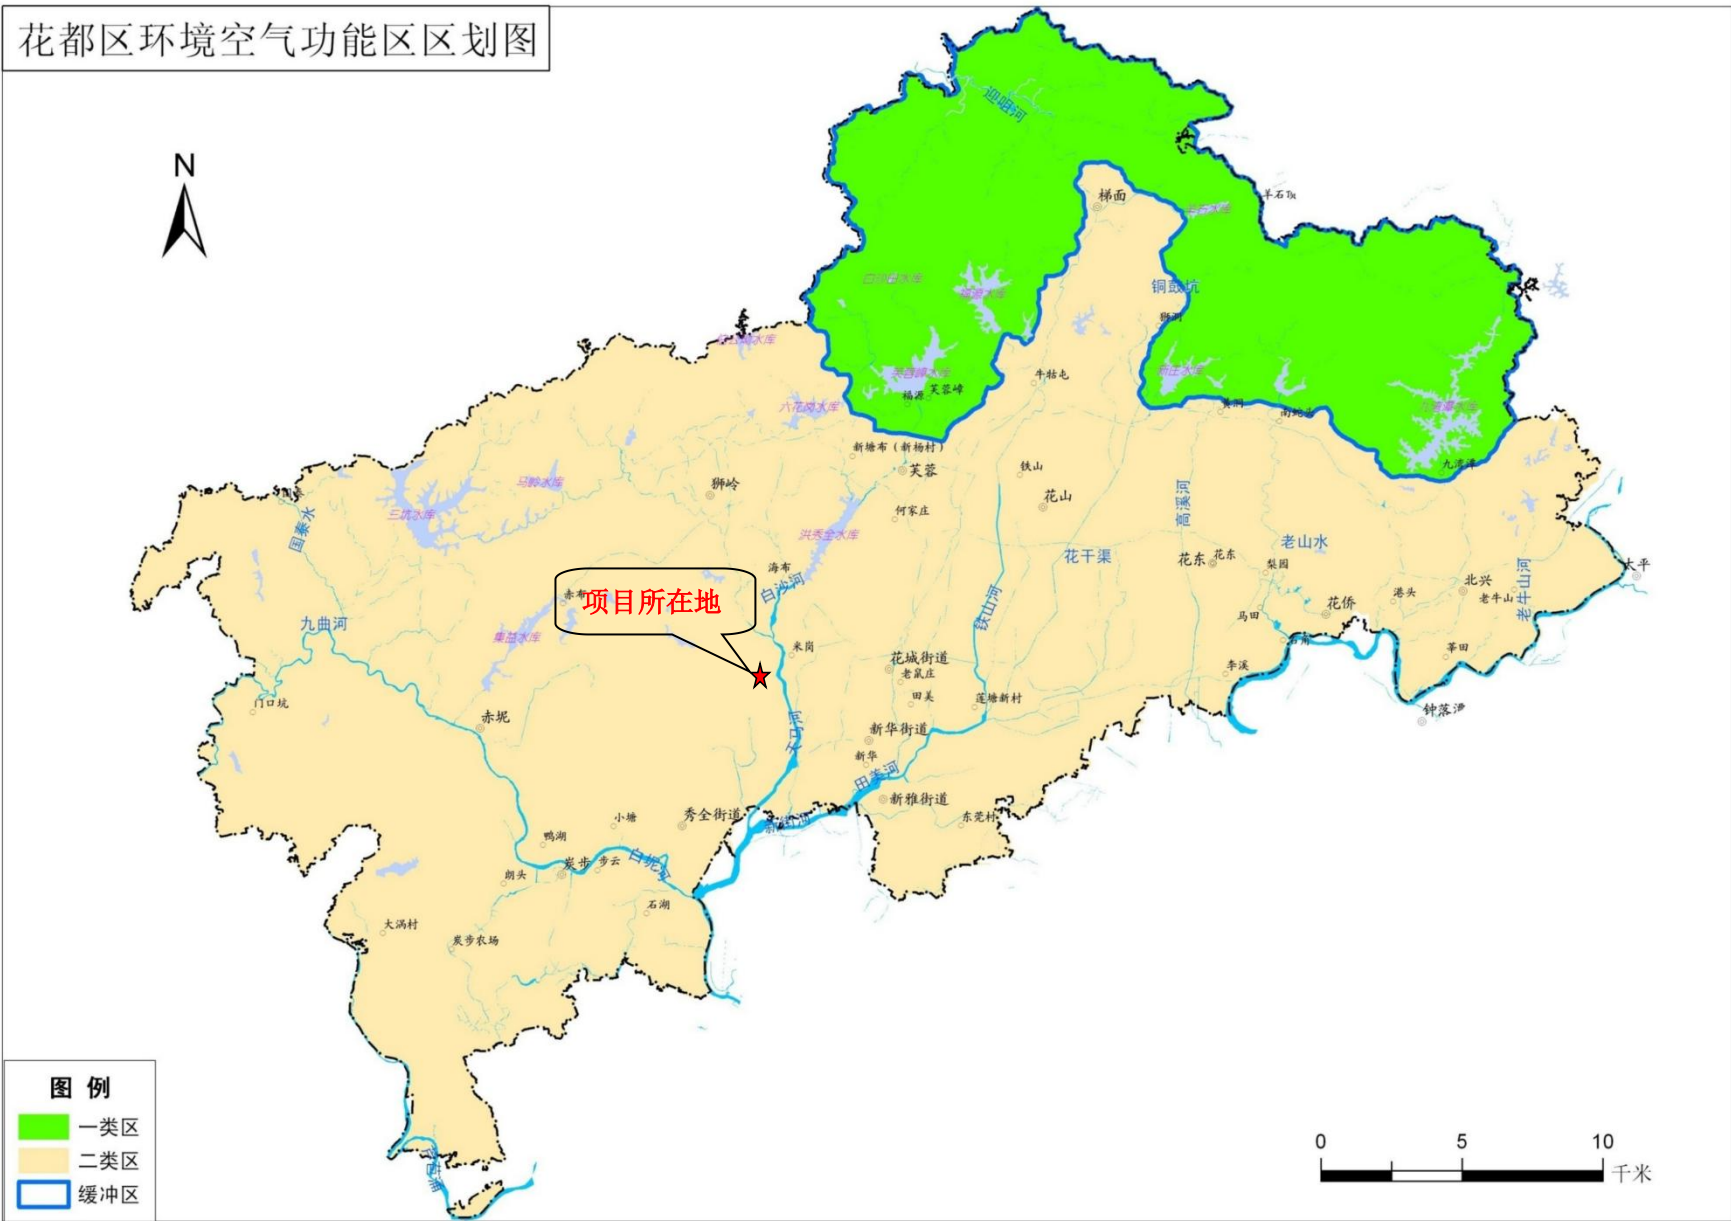 花都区环境空气功能区区划图
N
迎咀河
羊石顶
梯面
铜鼓坑
狮洞
牛牯屯
福源
芙蓉嶂
六花岗水库
新塘布（新杨村）
芙蓉
铁山
花山
九湾潭
狮岭
马岭水库
三坑水库
国泰水
何家庄
洪秀全水库
高溪河
花干渠
老山水
花东
花东
梨园
海布
白沙河
赤布
项目所在地
铁山河
太平
北兴
老牛山
老牛山河
港头
花侨
马田
九曲河
集益水库
米岗
花城街道
老鼠庄
田美
莲塘新村
李溪
莘田
钟落潭
门口坑
赤坭
天马河
新华街道
新华
田美河
新雅街道
东莞村
秀全街道
新街河
小塘
鸭湖
炭步
步云
白坭河
朗头
石湖
大涡村
炭步农场
图 例
一类区
二类区
缓冲区
0
5
10
千米